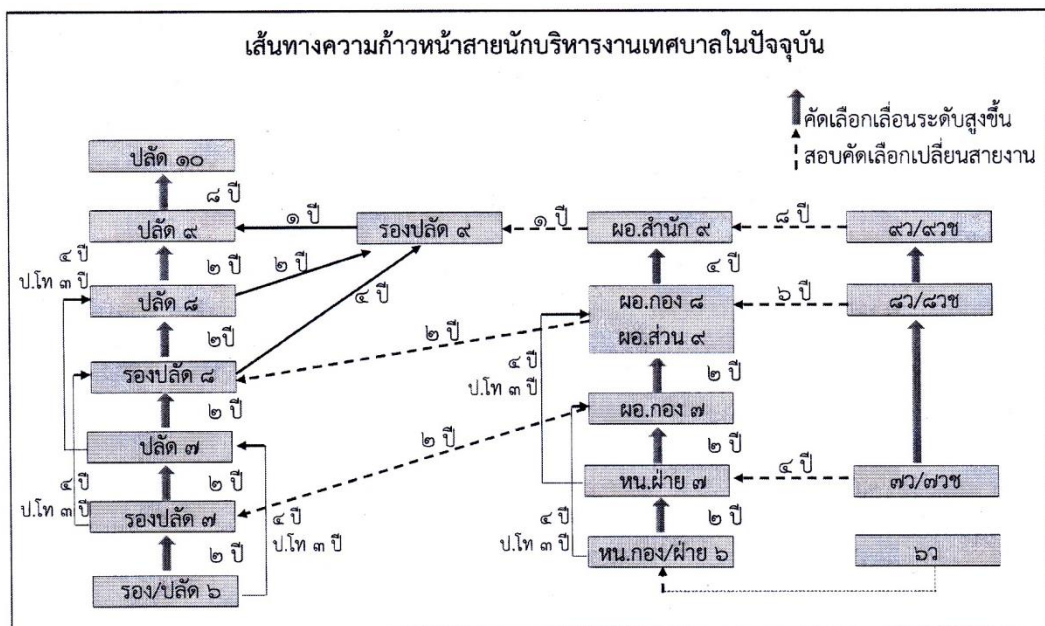 เส้นทางความก้าวหน้าสายนักบริหารงานเทศบาลในปัจจุบัน
คัดเลือกเลื่อนระดับสูงขึ้น
สอบคัดเลือกเปลี่ยนสายงาน
ปลัด ๑๐
๘ ปี
ปลัด ๙
๑ ปี
รองปลัด ๙
๑ ปี
ผอ.สำนัก ๙
๘ ปี
๙ว/๙วช
๔ ปี
ป.โท ๓ ปี
๒ ปี
๒ ปี
๔ ปี
๔ ปี
ปลัด ๘
ผอ.กอง ๘
ผอ.ส่วน ๙
๖ ปี
๘ว/๘วช
๒ปี
๒ ปี
รองปลัด ๘
๔ ปี
ป.โท ๓ ปี
๒ ปี
๒ ปี
ผอ.กอง ๗
ปลัด ๗
๒ ปี
๒ ปี
๔ ปี
ป.โท ๓ ปี
๒ ปี
หน.ฝ่าย ๗
๔ ปี
๗ว/๗วช
รองปลัด ๗
๔ ปี
ป.โท ๓ ปี
๒ ปี
๔ ปี
ป.โท ๓ ปี
๒ ปี
รอง/ปลัด ๖
หน.กอง/ฝ่าย ๖
๖ว